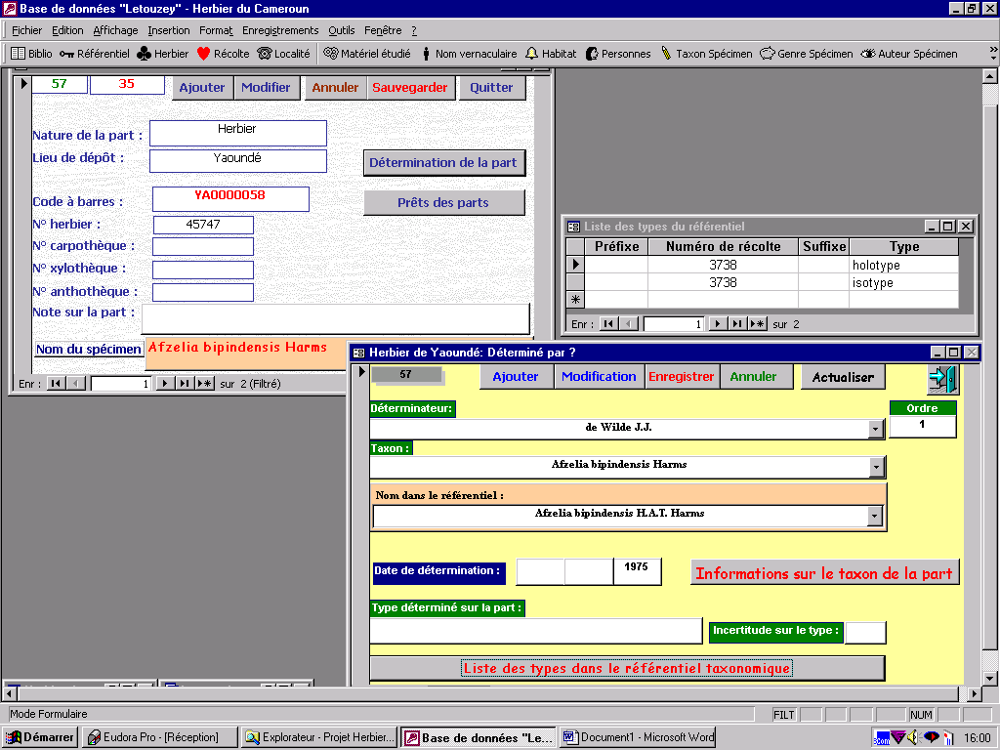 Base de données "Letouzey" - Herbier du Cameroun
Fichier Edition Affichage Insertion Format Enregistrements Outils Fenêtre ?
Biblio Référentiel Herbier Récolte Localité Matériel étudié Nom vernaculaire Habitat Personnes Taxon Spécimen Genre Spécimen Auteur Spécimen
57 35 Ajouter Modifier Annuler Sauvegarder Quitter
Nature de la part : Herbier
Lieu de dépôt : Yaoundé
Détermination de la part
Code à barres : YA0000058
Prêts des parts
N° herbier : 45747
N° carpothèque :
N° xylothèque :
N° anthothèque :
Note sur la part :
Nom du spécimen Afzelia bipindensis Harms
Enr : 1 sur 2 (Filtré)
Liste des types du référentiel
Préfixe Numéro de récolte Suffixe Type
3738 holotype
3738 isotype
Enr : 1 sur 2
Herbier de Yaoundé: Déterminé par ?
57 Ajouter Modification Enregistrer Annuler Actualiser
Déterminateur: Ordre
de Wilde J.J. 1
Taxon :
Afzelia bipindensis Harms
Nom dans le référentiel :
Afzelia bipindensis H.A.T. Harms
Date de détermination : 1975 Informations sur le taxon de la part
Type déterminé sur la part :
Incertitude sur le type :
Liste des types dans le référentiel taxonomique
Mode Formulaire FILT NUM
Démarrer Eudora Pro - [Réception] Explorateur - Projet Herbier... Base de données "Le... Document1 - Microsoft Word 16:00